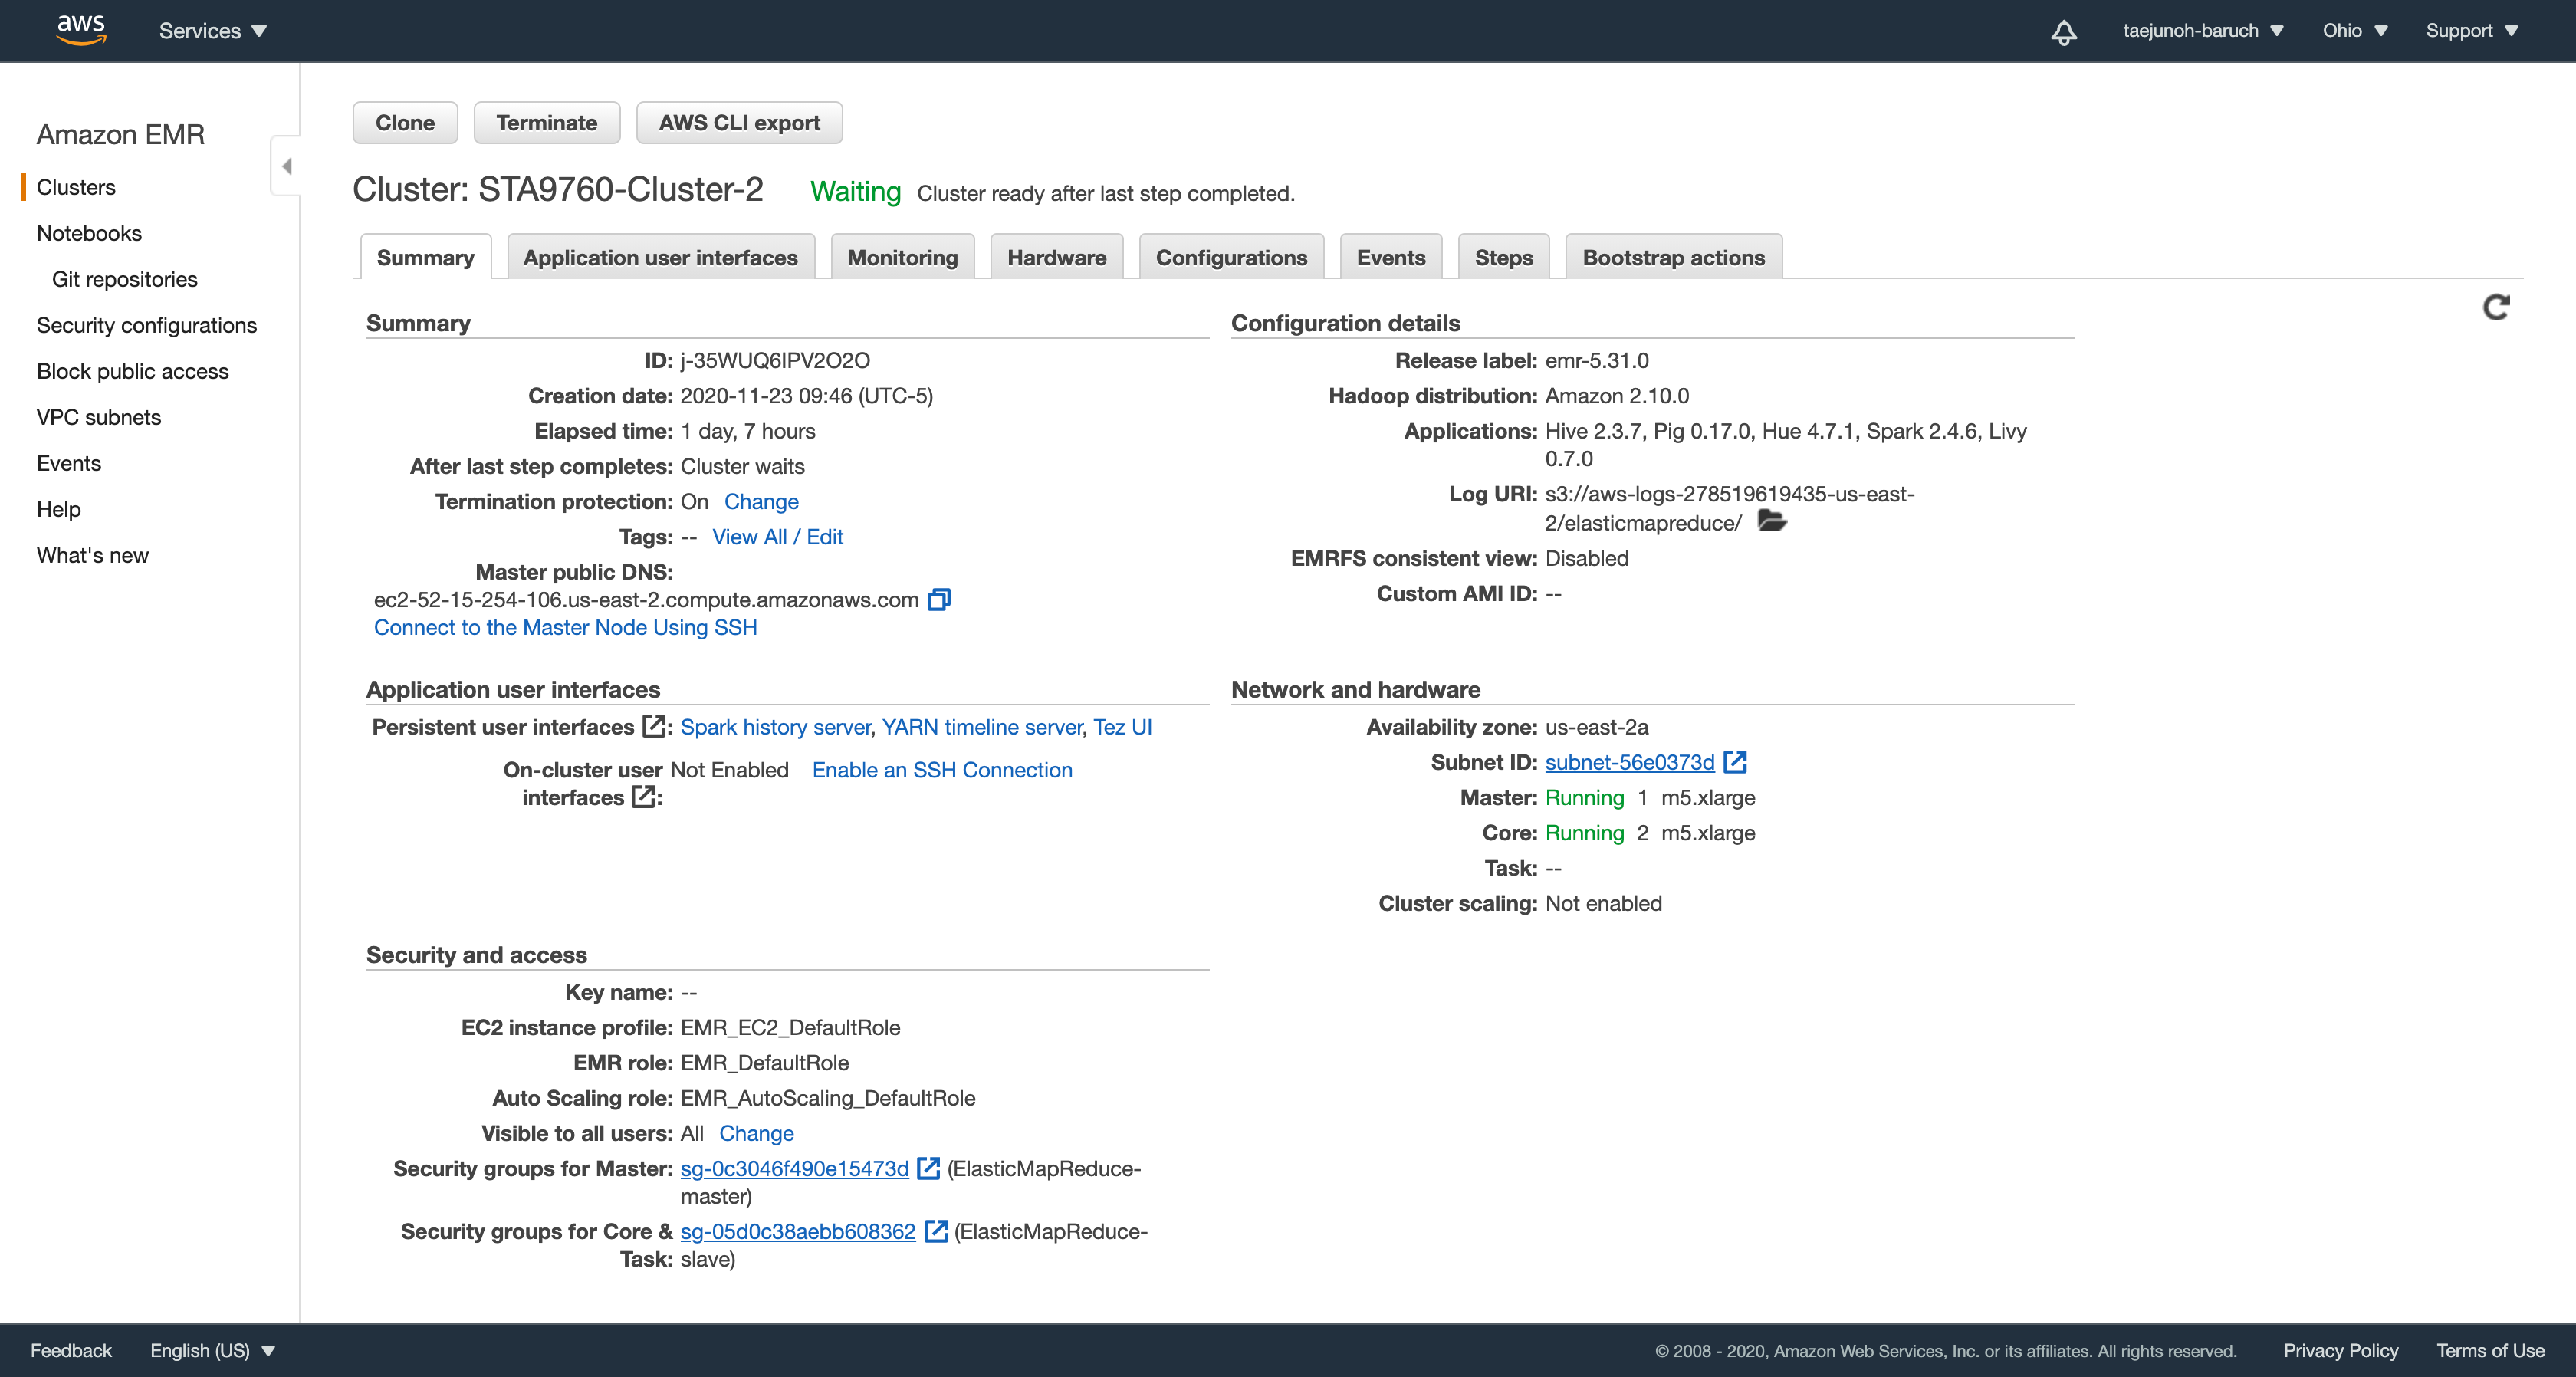 aws Services taejunoh-baruch Ohio Support
Amazon EMR
Clusters
Notebooks
Git repositories
Security configurations
Block public access
VPC subnets
Events
Help
What's new
Clone Terminate AWS CLI export
Cluster: STA9760-Cluster-2 Waiting Cluster ready after last step completed.
Summary Application user interfaces Monitoring Hardware Configurations Events Steps Bootstrap actions
Summary
ID: j-35WUQ6IPV2O2O
Creation date: 2020-11-23 09:46 (UTC-5)
Elapsed time: 1 day, 7 hours
After last step completes: Cluster waits
Termination protection: On Change
Tags: -- View All / Edit
Master public DNS:
ec2-52-15-254-106.us-east-2.compute.amazonaws.com
Connect to the Master Node Using SSH
Configuration details
Release label: emr-5.31.0
Hadoop distribution: Amazon 2.10.0
Applications: Hive 2.3.7, Pig 0.17.0, Hue 4.7.1, Spark 2.4.6, Livy
0.7.0
Log URI: s3://aws-logs-278519619435-us-east-
2/elasticmapreduce/
EMRFS consistent view: Disabled
Custom AMI ID: --
Application user interfaces
Persistent user interfaces : Spark history server, YARN timeline server, Tez UI
On-cluster user Not Enabled Enable an SSH Connection
interfaces :
Network and hardware
Availability zone: us-east-2a
Subnet ID: subnet-56e0373d
Master: Running 1 m5.xlarge
Core: Running 2 m5.xlarge
Task: --
Cluster scaling: Not enabled
Security and access
Key name: --
EC2 instance profile: EMR_EC2_DefaultRole
EMR role: EMR_DefaultRole
Auto Scaling role: EMR_AutoScaling_DefaultRole
Visible to all users: All Change
Security groups for Master: sg-0c3046f490e15473d (ElasticMapReduce-
master)
Security groups for Core & sg-05d0c38aebb608362 (ElasticMapReduce-
Task: slave)
Feedback English (US) © 2008 - 2020, Amazon Web Services, Inc. or its affiliates. All rights reserved. Privacy Policy Terms of Use